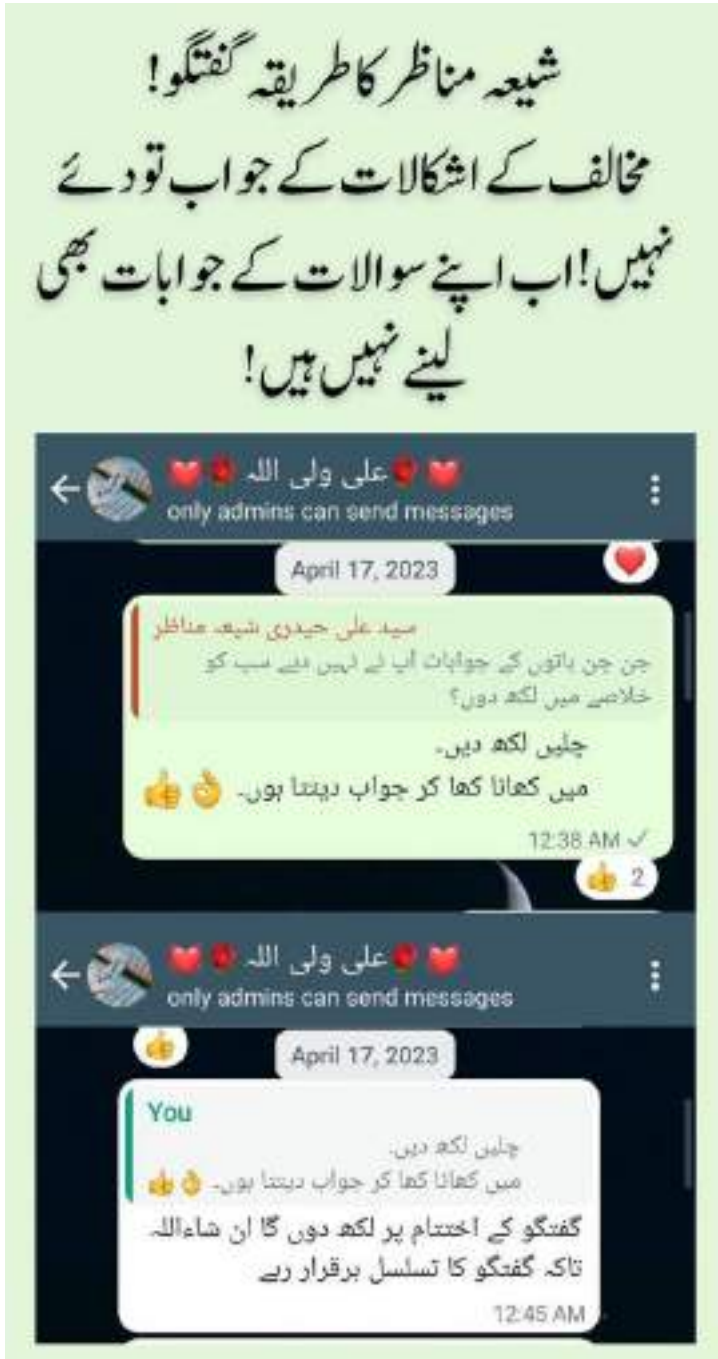 شیعہ مناظر کا طریقہ گفتگو!
مخالف کے اشکالات کے جواب تو دئے
نہیں! اب اپنے سوالات کے جوابات بھی
لینے نہیں ہیں!
❤️🌹علی ولی اللہ🌹❤️
only admins can send messages
April 17, 2023
سید علی حیدری شیعہ مناظر
جن جن باتوں کے جوابات آپ نے نہیں دیے سب کو
خلاصے میں لکھ دوں؟
چلیں لکھ دیں۔
میں کھانا کھا کر جواب دیتتا ہوں۔ 👌👍
12:38 AM ✓
👍 2
❤️🌹علی ولی اللہ🌹❤️
only admins can send messages
April 17, 2023
You
چلیں لکھ دیں۔
میں کھانا کھا کر جواب دیتتا ہوں۔ 👌👍
گفتگو کے اختتام پر لکھ دوں گا ان شاءاللہ
تاکہ گفتگو کا تسلسل برقرار رہے
12:45 AM